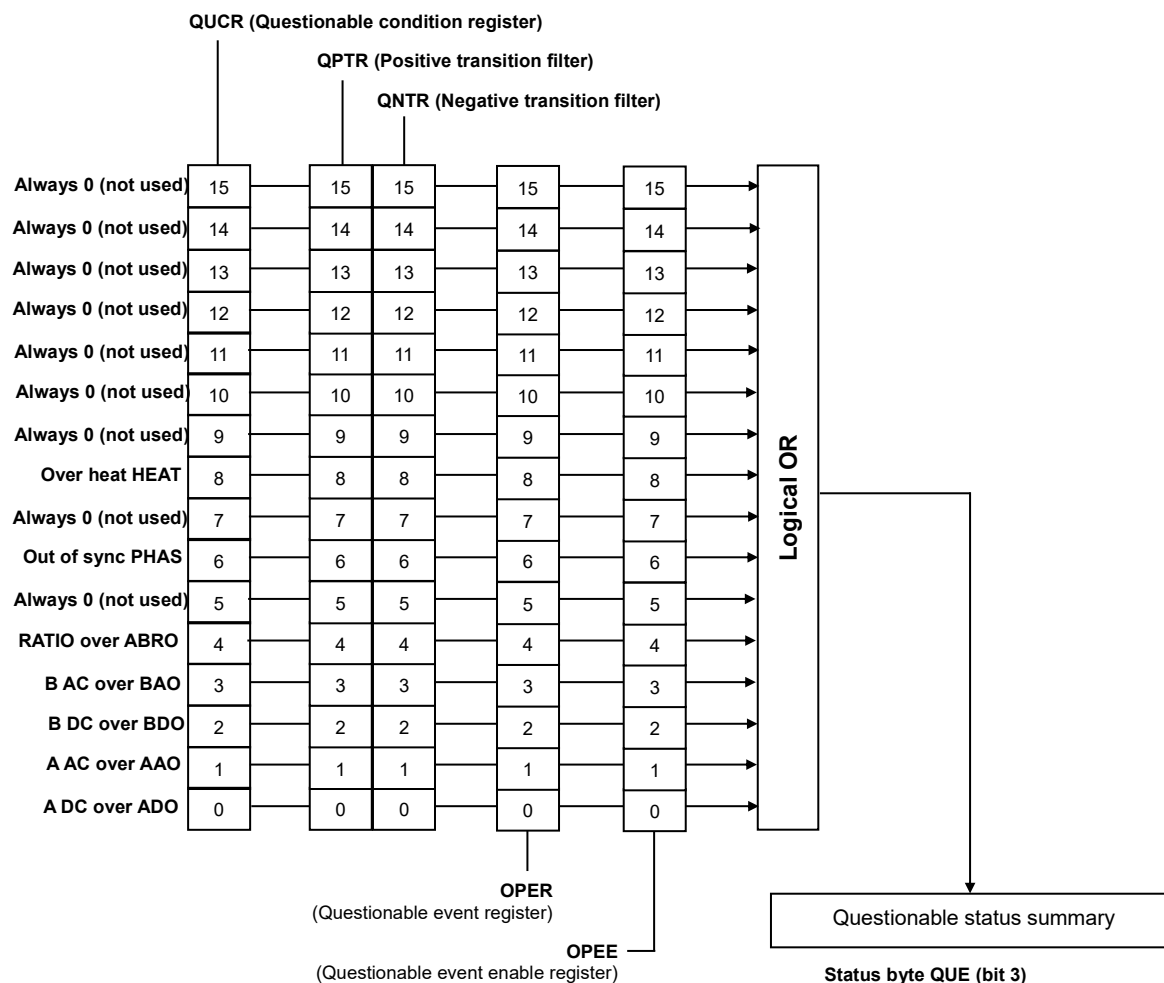 QUCR (Questionable condition register)
QPTR (Positive transition filter)
QNTR (Negative transition filter)
Always 0 (not used) 15 15 15 15 15
Always 0 (not used) 14 14 14 14 14
Always 0 (not used) 13 13 13 13 13
Always 0 (not used) 12 12 12 12 12
Always 0 (not used) 11 11 11 11 11
Always 0 (not used) 10 10 10 10 10
Always 0 (not used) 9 9 9 9 9
Over heat HEAT 8 8 8 8 8
Always 0 (not used) 7 7 7 7 7
Out of sync PHAS 6 6 6 6 6
Always 0 (not used) 5 5 5 5 5
RATIO over ABRO 4 4 4 4 4
B AC over BAO 3 3 3 3 3
B DC over BDO 2 2 2 2 2
A AC over AAO 1 1 1 1 1
A DC over ADO 0 0 0 0 0
Logical OR
OPER
(Questionable event register)
OPEE
(Questionable event enable register)
Questionable status summary
Status byte QUE (bit 3)